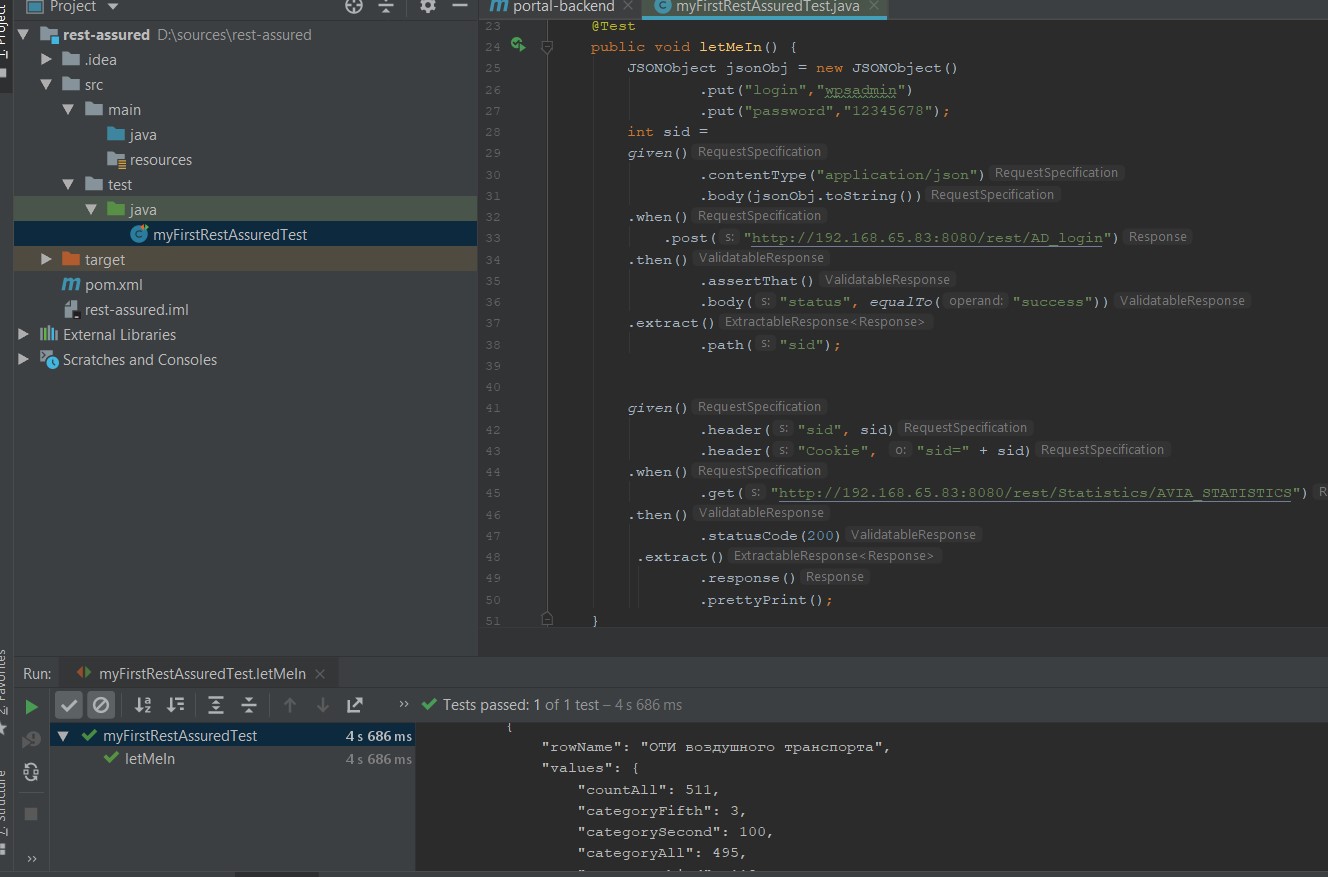 Project
portal-backend
myFirstRestAssuredTest.java
1: Project
rest-assured D:\sources\rest-assured
.idea
src
main
java
resources
test
java
myFirstRestAssuredTest
target
pom.xml
rest-assured.iml
External Libraries
Scratches and Consoles
23 @Test
24 public void letMeIn() {
25 JSONObject jsonObj = new JSONObject()
26 .put("login","wpsadmin")
27 .put("password","12345678");
28 int sid =
29 given() RequestSpecification
30 .contentType("application/json") RequestSpecification
31 .body(jsonObj.toString()) RequestSpecification
32 .when() RequestSpecification
33 .post( s: "http://192.168.65.83:8080/rest/AD_login") Response
34 .then() ValidatableResponse
35 .assertThat() ValidatableResponse
36 .body( s: "status", equalTo( operand: "success")) ValidatableResponse
37 .extract() ExtractableResponse<Response>
38 .path( s: "sid");
39
40
41 given() RequestSpecification
42 .header( s: "sid", sid) RequestSpecification
43 .header( s: "Cookie", o: "sid=" + sid) RequestSpecification
44 .when() RequestSpecification
45 .get( s: "http://192.168.65.83:8080/rest/Statistics/AVIA_STATISTICS") R
46 .then() ValidatableResponse
47 .statusCode(200) ValidatableResponse
48 .extract() ExtractableResponse<Response>
49 .response() Response
50 .prettyPrint();
51 }
2: Favorites
7: Structure
Run: myFirstRestAssuredTest.letMeIn
Tests passed: 1 of 1 test – 4 s 686 ms
myFirstRestAssuredTest 4 s 686 ms
letMeIn 4 s 686 ms
{
"rowName": "ОТИ воздушного транспорта",
"values": {
"countAll": 511,
"categoryFifth": 3,
"categorySecond": 100,
"categoryAll": 495,